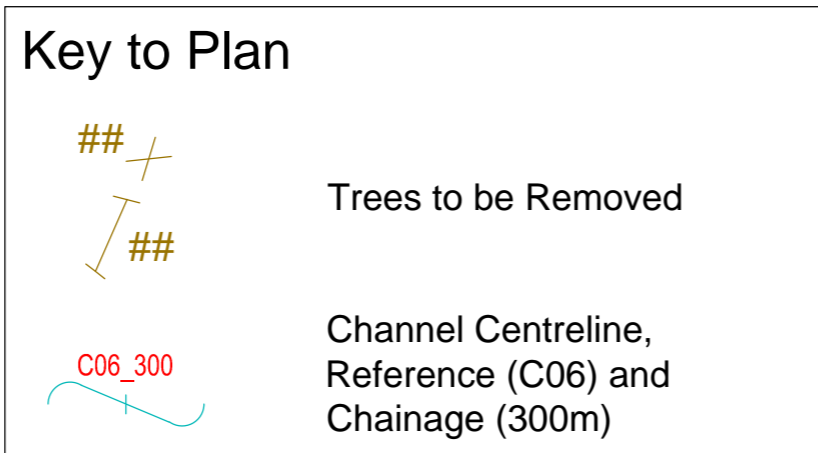 Key to Plan
##
Trees to be Removed
##
C06_300
Channel Centreline,
Reference (C06) and
Chainage (300m)